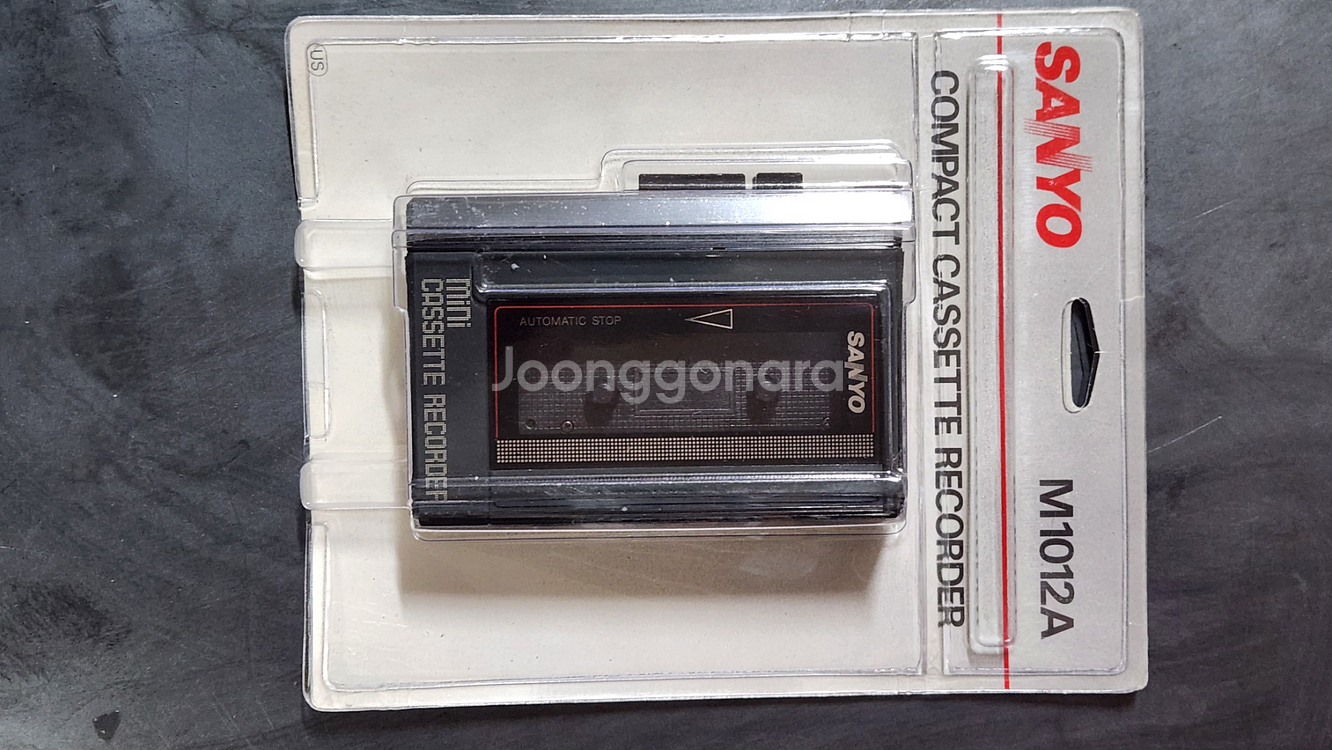 SANYO
M1012A
COMPACT CASSETTE RECORDER
SANYO
AUTOMATIC STOP
MiNi
CASSETTE RECORDER
US
Joonggonara